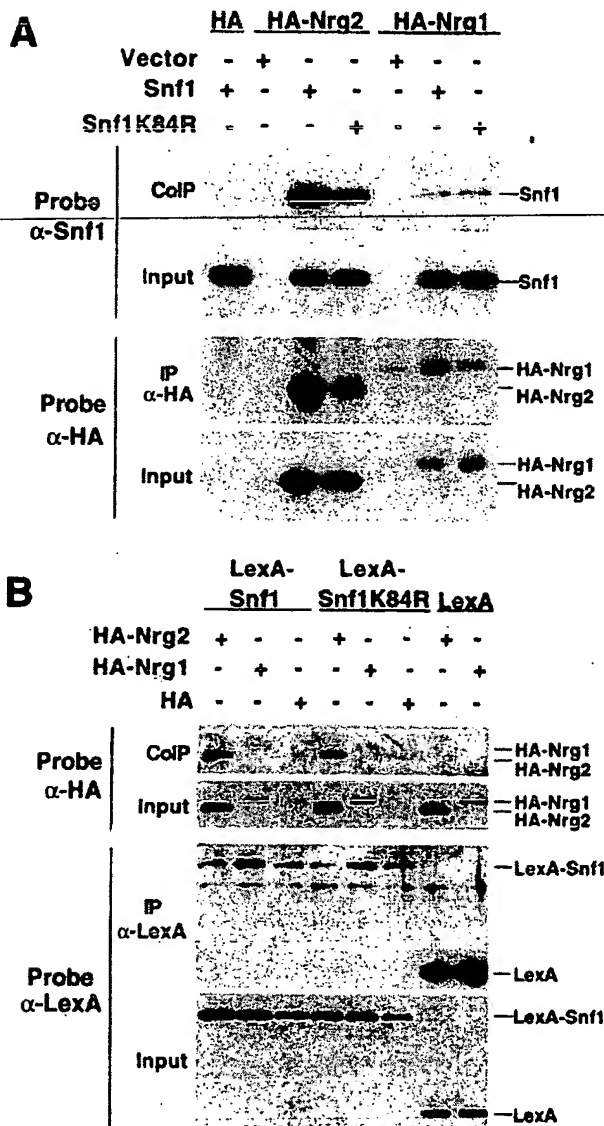 A
HA HA-Nrg2 HA-Nrg1
Vector - + - - + - -
Snf1 + - + - - + -
Snf1K84R - - - + - - +
Probe α-Snf1
CoIP
Snf1
Input
Snf1
Probe α-HA
IP α-HA
HA-Nrg1
HA-Nrg2
Input
HA-Nrg1
HA-Nrg2
B
LexA-Snf1 LexA-Snf1K84R LexA
HA-Nrg2 + - - + - - + -
HA-Nrg1 - + - - + - - +
HA - - + - - + - -
Probe α-HA
CoIP
HA-Nrg1
HA-Nrg2
Input
HA-Nrg1
HA-Nrg2
Probe α-LexA
IP α-LexA
LexA-Snf1
LexA
Input
LexA-Snf1
LexA